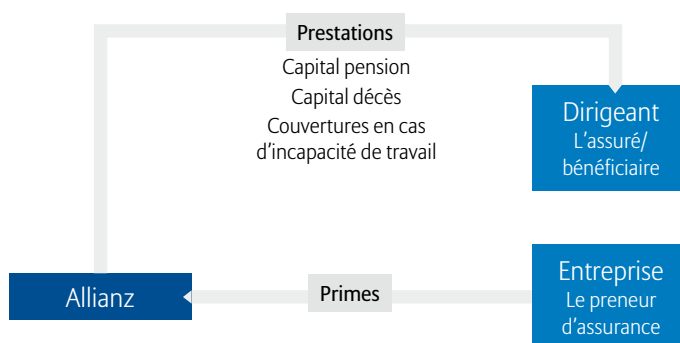 Prestations
Capital pension
Capital décès
Couvertures en cas
d'incapacité de travail
Dirigeant
L'assuré/
bénéficiaire
Allianz
Primes
Entreprise
Le preneur
d'assurance